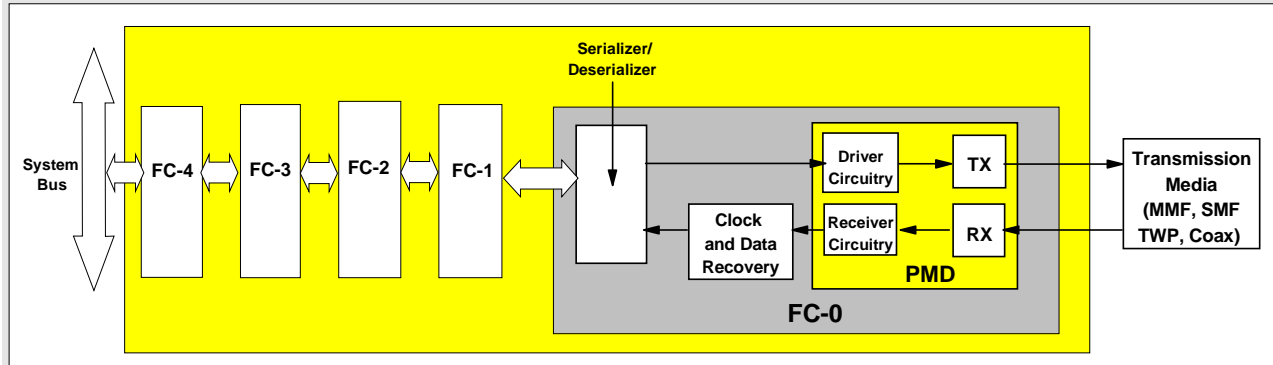 Serializer/
Deserializer
System
Bus
FC-4
FC-3
FC-2
FC-1
Driver
Circuitry
TX
Transmission
Media
(MMF, SMF
TWP, Coax)
Clock
and Data
Recovery
Receiver
Circuitry
RX
PMD
FC-0